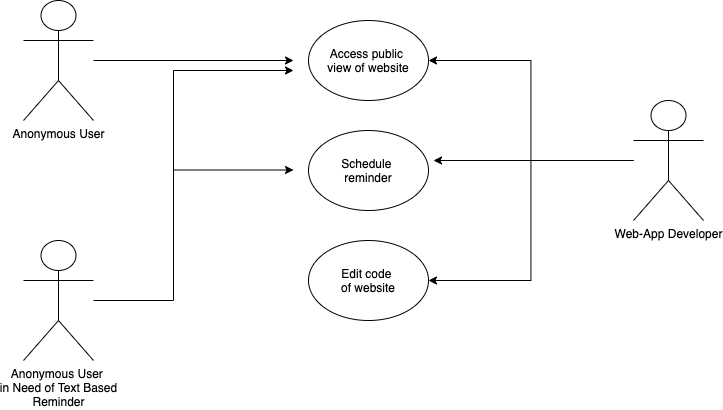 Access public
view of website
Anonymous User
Schedule
reminder
Web-App Developer
Edit code
of website
Anonymous User
in Need of Text Based
Reminder